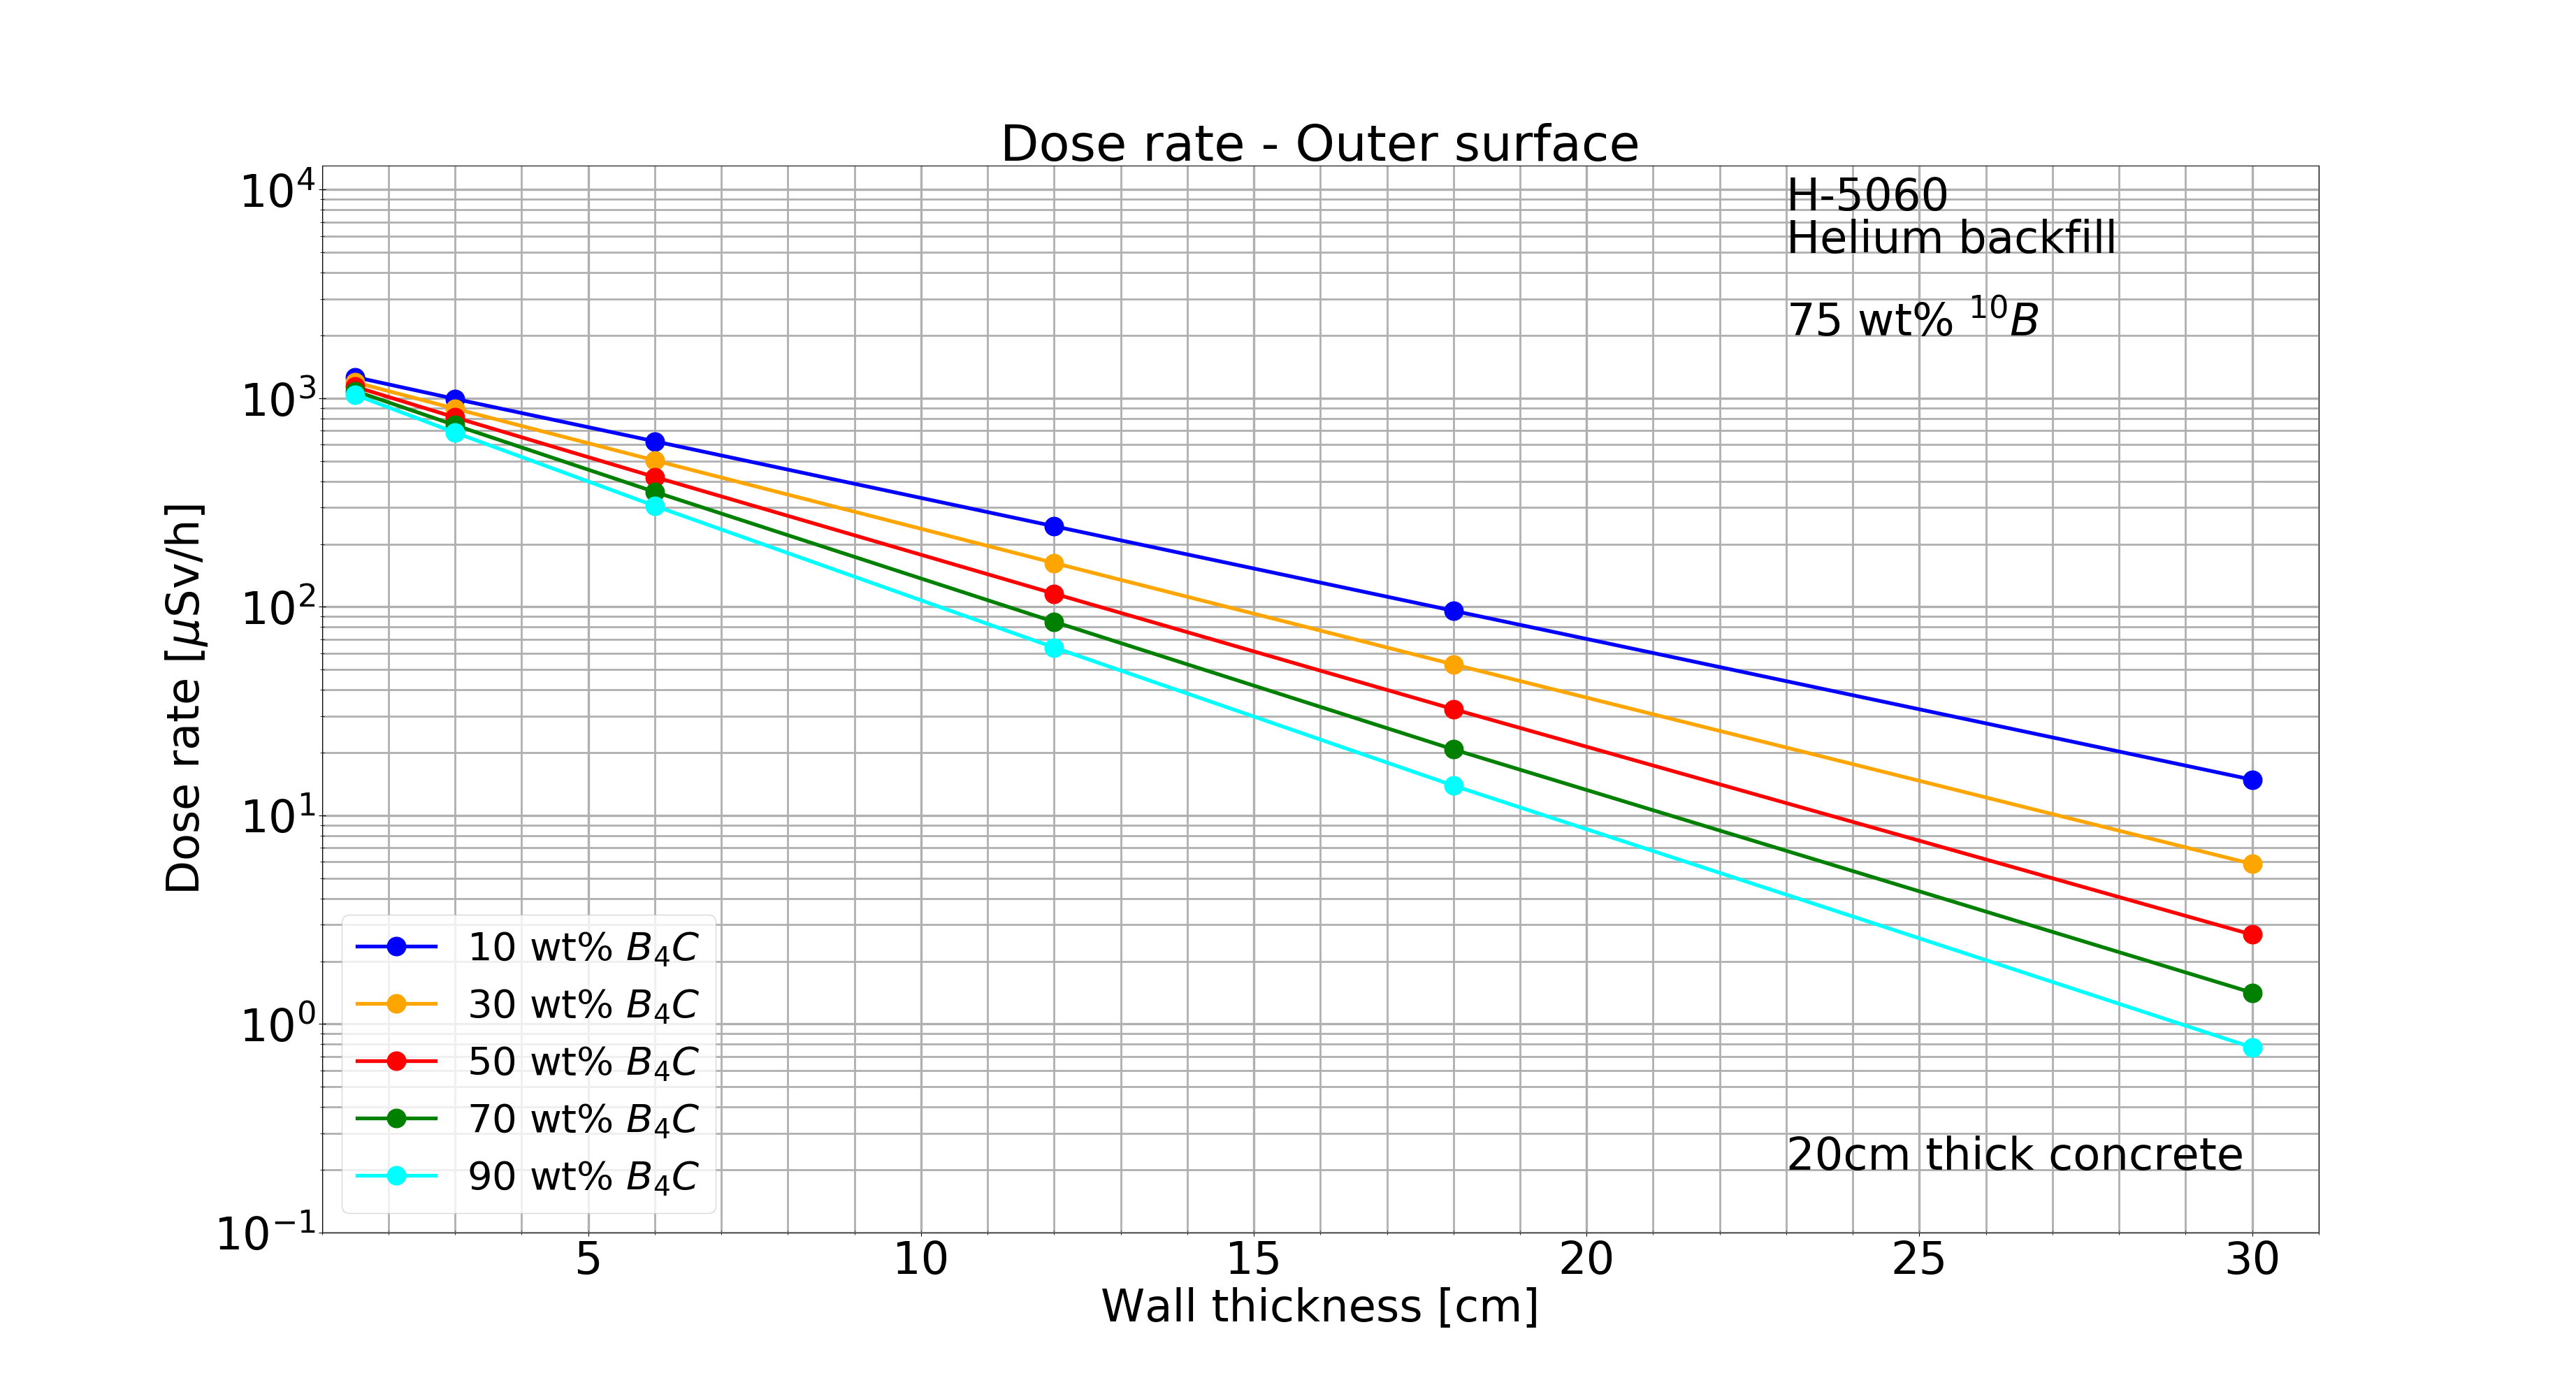 Dose rate - Outer surface
H-5060
Helium backfill
75 wt% ¹⁰B
10⁴
10³
10²
10¹
10⁰
10⁻¹
Dose rate [μSv/h]
10 wt% B₄C
30 wt% B₄C
50 wt% B₄C
70 wt% B₄C
90 wt% B₄C
20cm thick concrete
5 10 15 20 25 30
Wall thickness [cm]